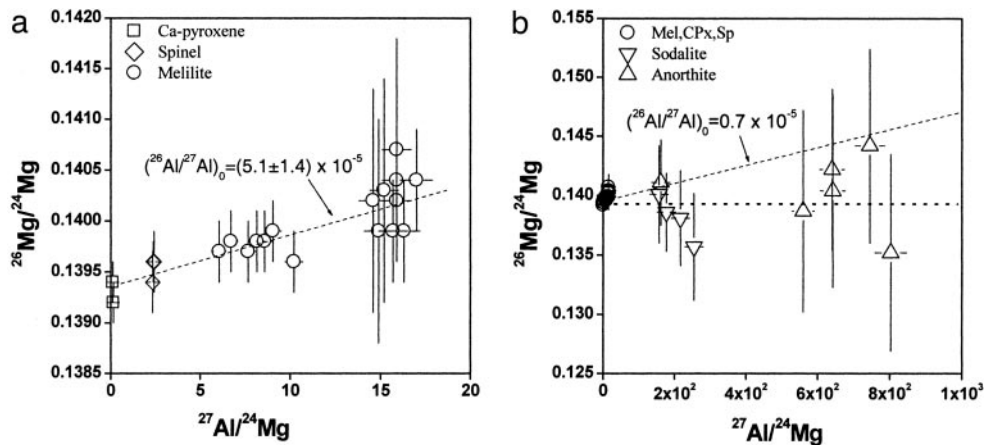 a
0.1420
0.1415
0.1410
0.1405
0.1400
0.1395
0.1390
0.1385
²⁶Mg/²⁴Mg
Ca-pyroxene
Spinel
Melilite
(²⁶Al/²⁷Al)₀=(5.1±1.4) x 10⁻⁵
0 5 10 15 20
²⁷Al/²⁴Mg
b
0.155
0.150
0.145
0.140
0.135
0.130
0.125
²⁶Mg/²⁴Mg
Mel,CPx,Sp
Sodalite
Anorthite
(²⁶Al/²⁷Al)₀=0.7 x 10⁻⁵
0 2x10² 4x10² 6x10² 8x10² 1x10³
²⁷Al/²⁴Mg